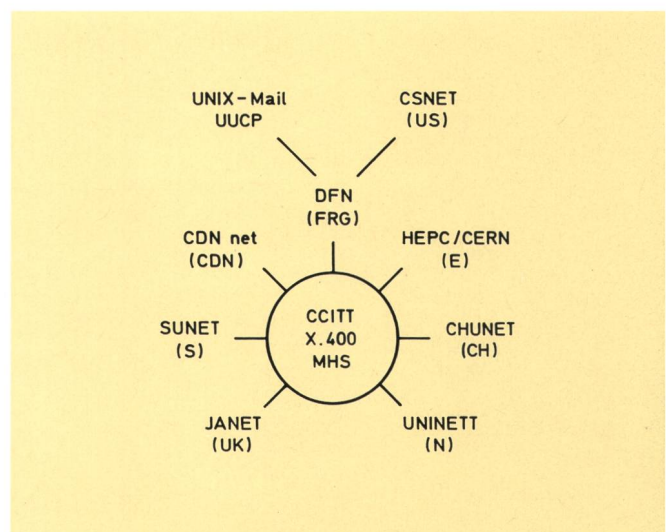 UNIX-Mail
UUCP
CSNET
(US)
DFN
(FRG)
CDN net
(CDN)
HEPC/CERN
(E)
SUNET
(S)
CCITT
X.400
MHS
CHUNET
(CH)
JANET
(UK)
UNINETT
(N)